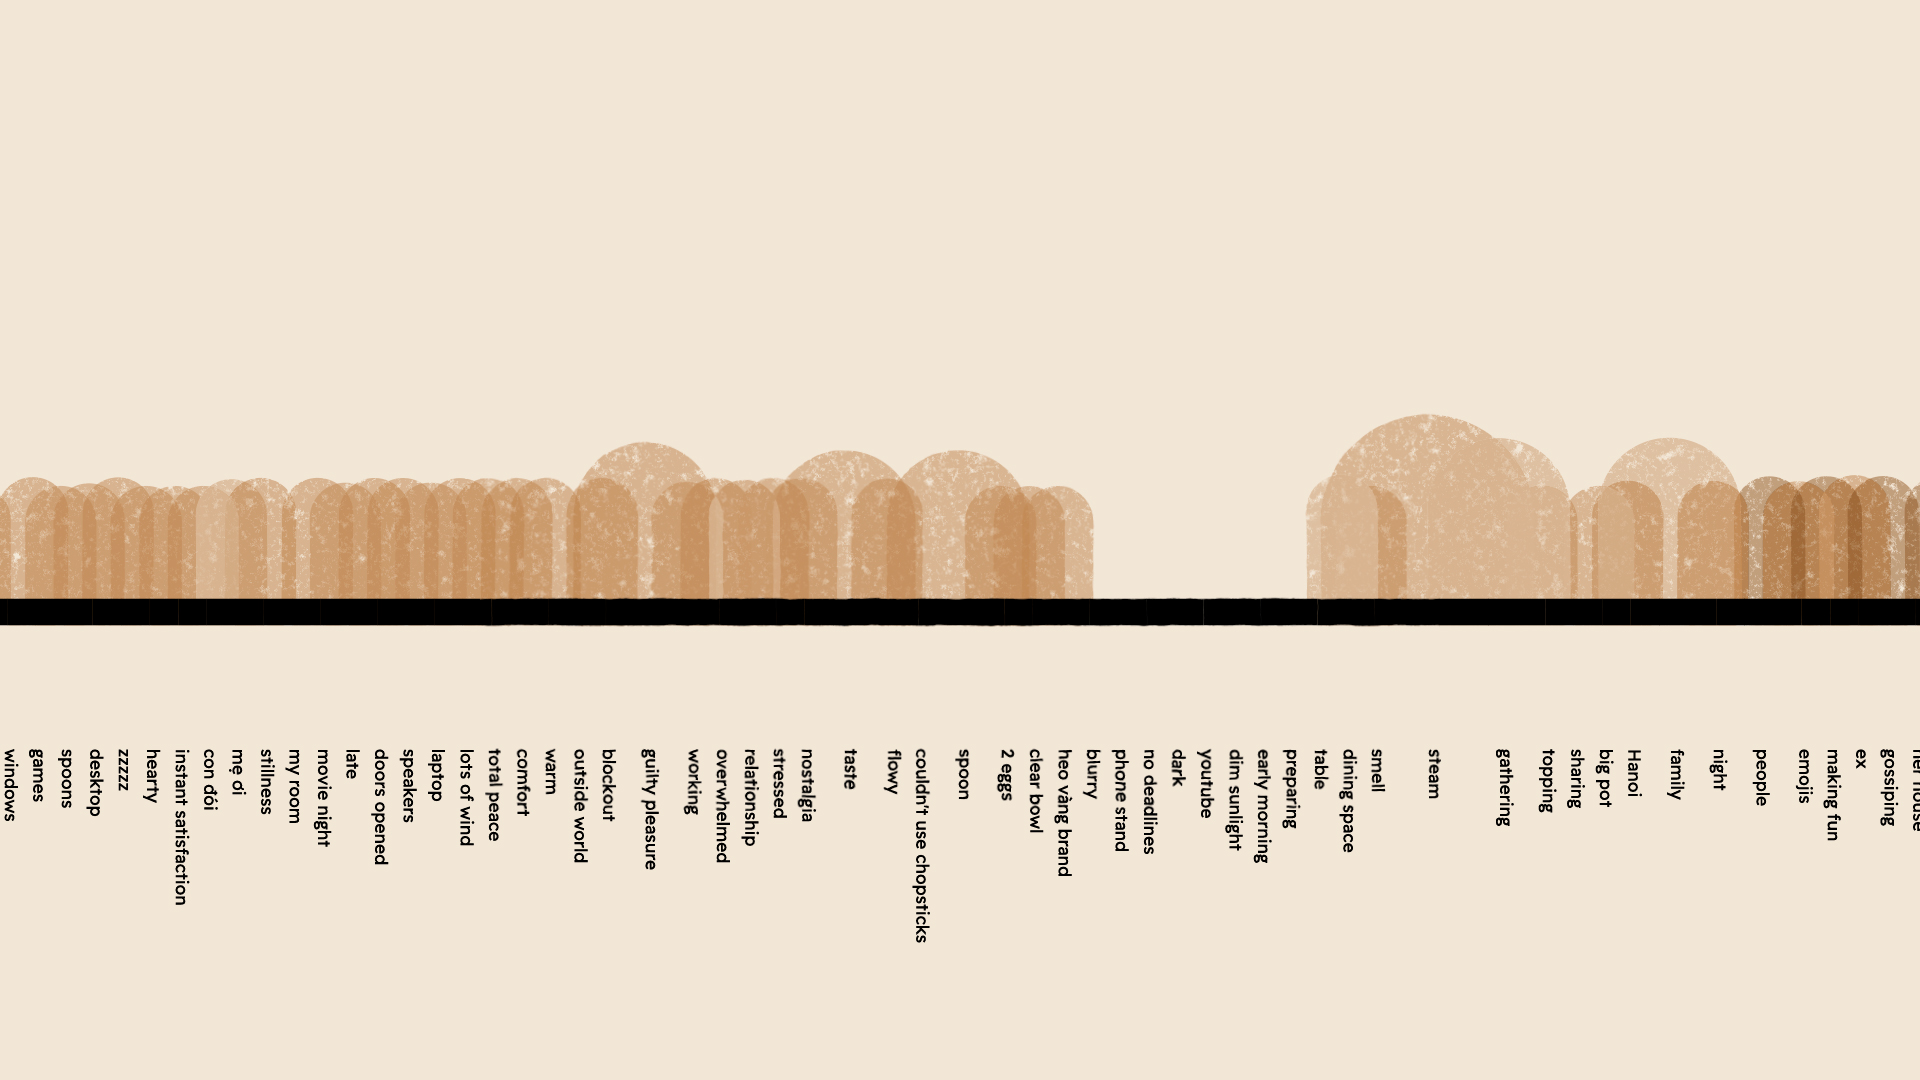 windows
games
spoons
desktop
zzzzz
hearty
instant satisfaction
con đói
mẹ ơi
stillness
my room
movie night
late
doors opened
speakers
laptop
lots of wind
total peace
comfort
warm
outside world
blockout
guilty pleasure
working
overwhelmed
relationship
stressed
nostalgia
taste
flowy
couldn't use chopsticks
spoon
2 eggs
clear bowl
heo vàng brand
blurry
phone stand
no deadlines
dark
youtube
dim sunlight
early morning
preparing
table
dining space
smell
steam
gathering
topping
sharing
big pot
Hanoi
family
night
people
emojis
making fun
ex
gossiping